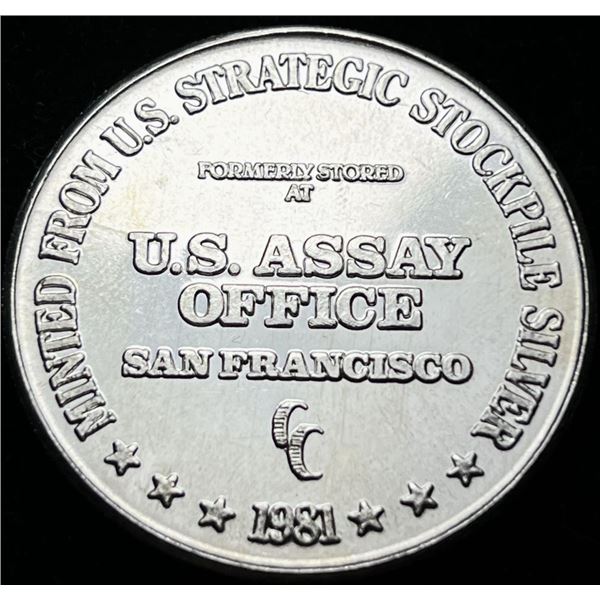 MINTED FROM U.S. STRATEGIC STOCKPILE SILVER
FORMERLY STORED
AT
U.S. ASSAY
OFFICE
SAN FRANCISCO
CC
1981